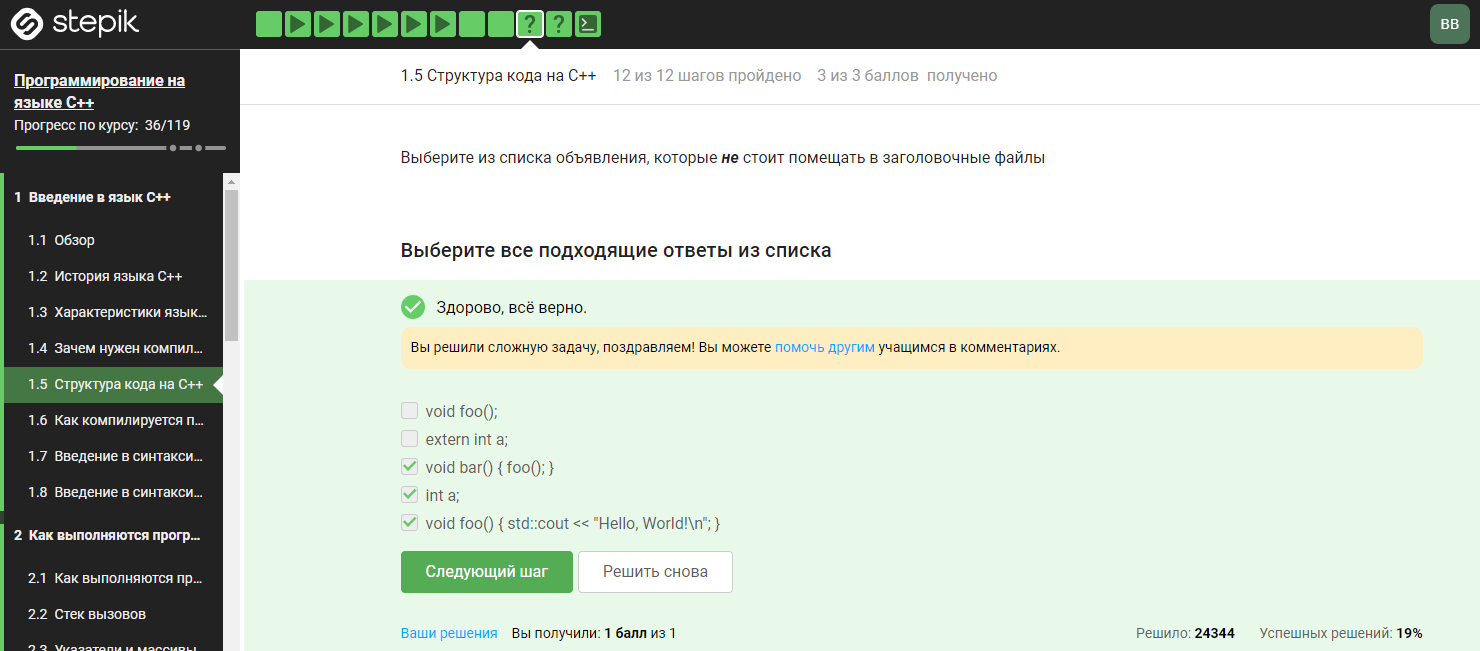 stepik
? ?
BB
Программирование на
языке C++
Прогресс по курсу: 36/119
1 Введение в язык C++
1.1 Обзор
1.2 История языка C++
1.3 Характеристики язык...
1.4 Зачем нужен компил...
1.5 Структура кода на C++
1.6 Как компилируется п...
1.7 Введение в синтакси...
1.8 Введение в синтакси...
2 Как выполняются прогр...
2.1 Как выполняются пр...
2.2 Стек вызовов
2.3 Указатели и массивы
1.5 Структура кода на C++ 12 из 12 шагов пройдено 3 из 3 баллов получено
Выберите из списка объявления, которые не стоит помещать в заголовочные файлы
Выберите все подходящие ответы из списка
Здорово, всё верно.
Вы решили сложную задачу, поздравляем! Вы можете помочь другим учащимся в комментариях.
void foo();
extern int a;
void bar() { foo(); }
int a;
void foo() { std::cout << "Hello, World!\n"; }
Следующий шаг Решить снова
Ваши решения Вы получили: 1 балл из 1 Решило: 24344 Успешных решений: 19%